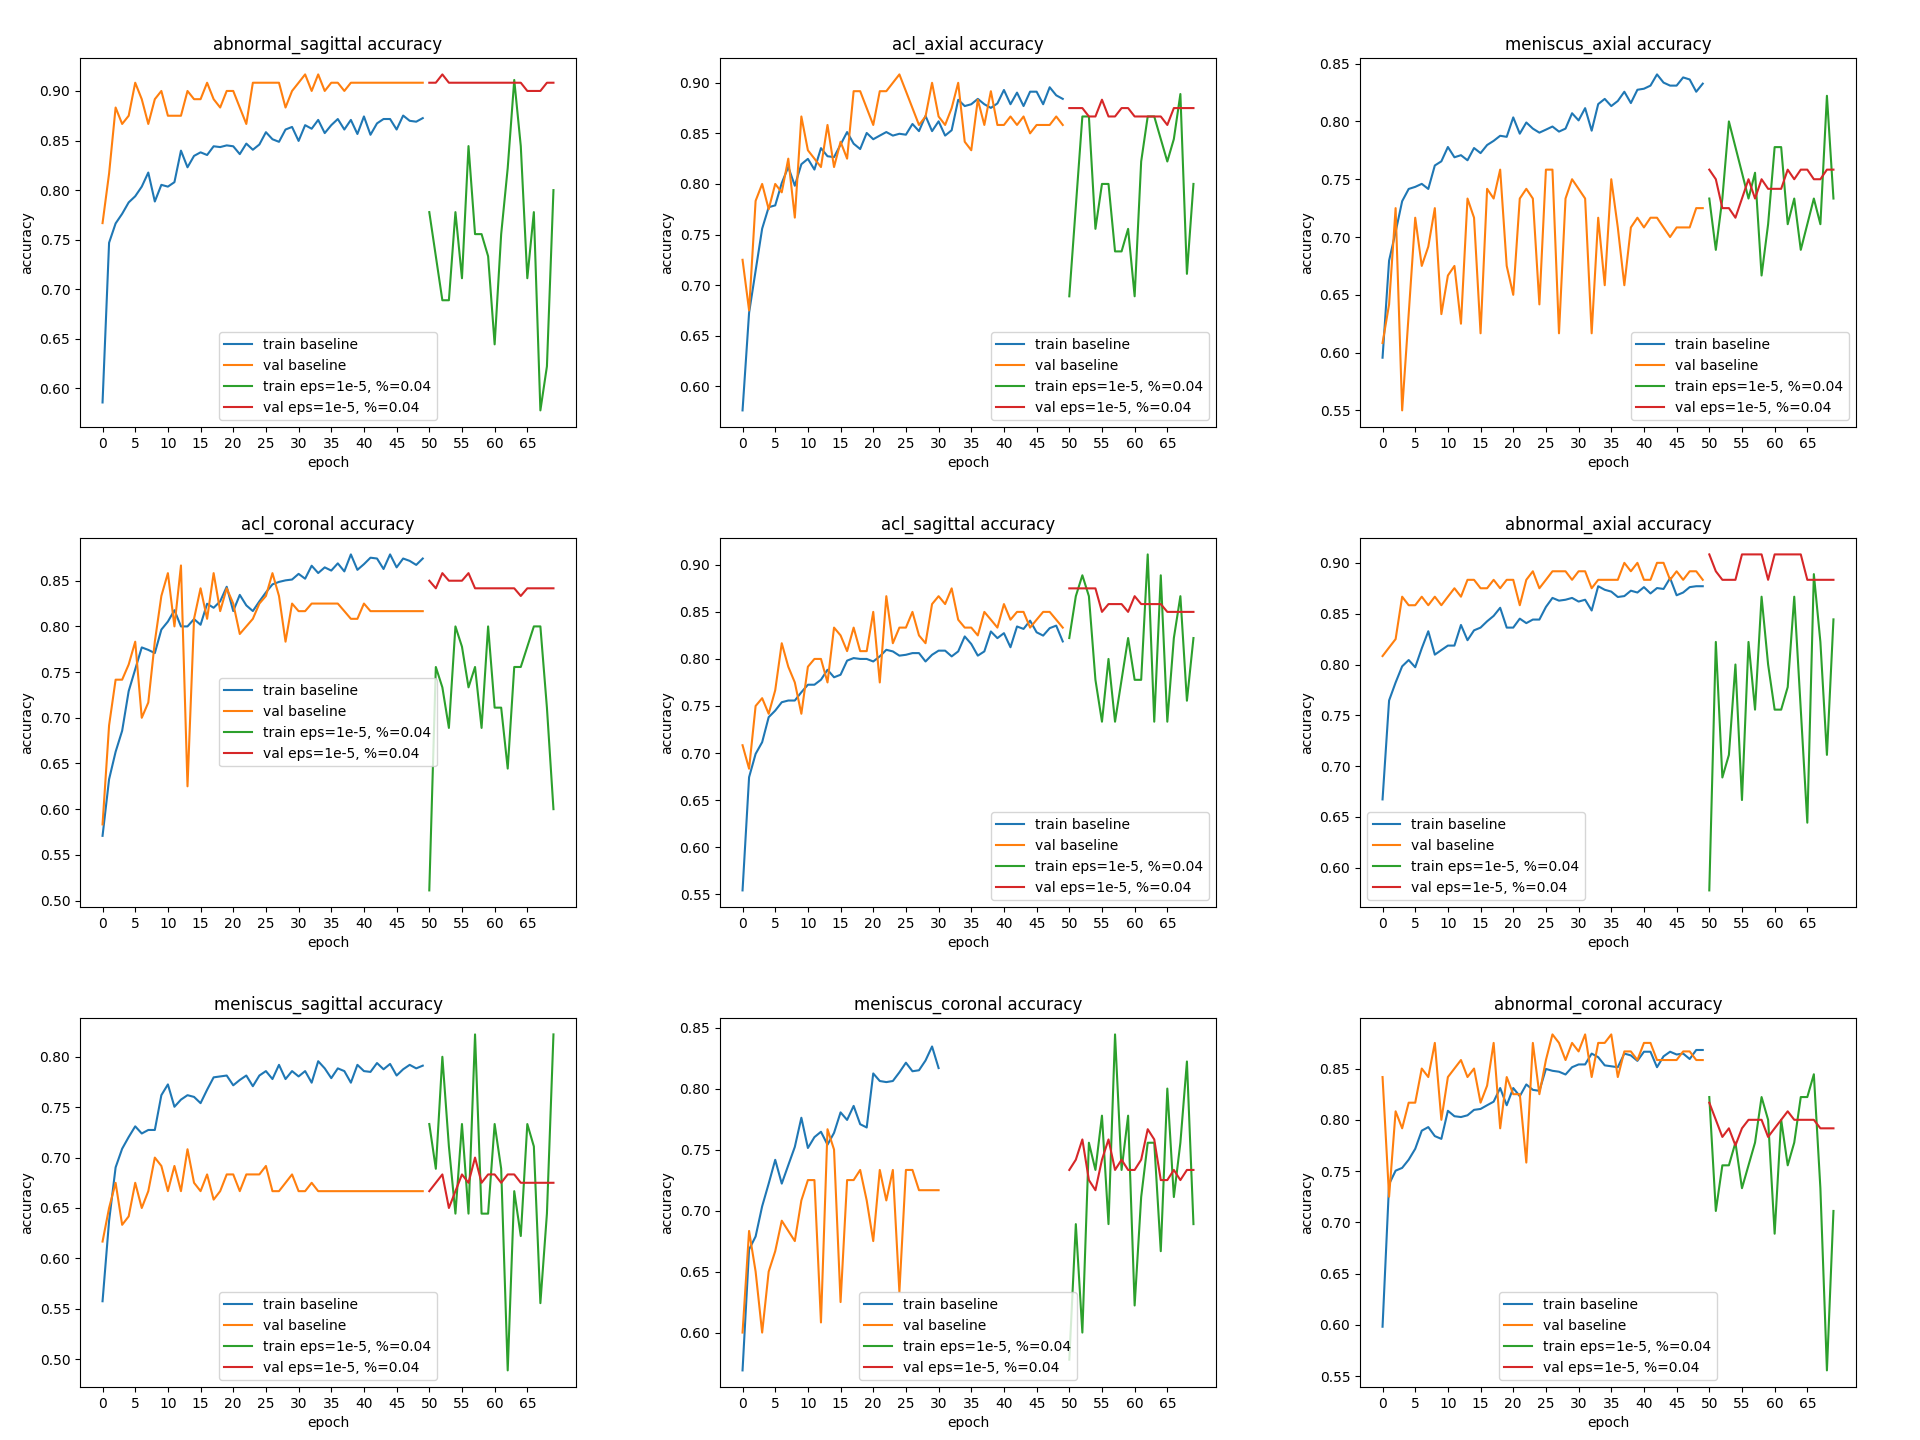 abnormal_sagittal accuracy
accuracy
0.90
0.85
0.80
0.75
0.70
0.65
0.60
train baseline
val baseline
train eps=1e-5, %=0.04
val eps=1e-5, %=0.04
0 5 10 15 20 25 30 35 40 45 50 55 60 65
epoch
acl_axial accuracy
accuracy
0.90
0.85
0.80
0.75
0.70
0.65
0.60
train baseline
val baseline
train eps=1e-5, %=0.04
val eps=1e-5, %=0.04
0 5 10 15 20 25 30 35 40 45 50 55 60 65
epoch
meniscus_axial accuracy
accuracy
0.85
0.80
0.75
0.70
0.65
0.60
0.55
train baseline
val baseline
train eps=1e-5, %=0.04
val eps=1e-5, %=0.04
0 5 10 15 20 25 30 35 40 45 50 55 60 65
epoch
acl_coronal accuracy
accuracy
0.85
0.80
0.75
0.70
0.65
0.60
0.55
0.50
train baseline
val baseline
train eps=1e-5, %=0.04
val eps=1e-5, %=0.04
0 5 10 15 20 25 30 35 40 45 50 55 60 65
epoch
acl_sagittal accuracy
accuracy
0.90
0.85
0.80
0.75
0.70
0.65
0.60
0.55
train baseline
val baseline
train eps=1e-5, %=0.04
val eps=1e-5, %=0.04
0 5 10 15 20 25 30 35 40 45 50 55 60 65
epoch
abnormal_axial accuracy
accuracy
0.90
0.85
0.80
0.75
0.70
0.65
0.60
train baseline
val baseline
train eps=1e-5, %=0.04
val eps=1e-5, %=0.04
0 5 10 15 20 25 30 35 40 45 50 55 60 65
epoch
meniscus_sagittal accuracy
accuracy
0.80
0.75
0.70
0.65
0.60
0.55
0.50
train baseline
val baseline
train eps=1e-5, %=0.04
val eps=1e-5, %=0.04
0 5 10 15 20 25 30 35 40 45 50 55 60 65
epoch
meniscus_coronal accuracy
accuracy
0.85
0.80
0.75
0.70
0.65
0.60
train baseline
val baseline
train eps=1e-5, %=0.04
val eps=1e-5, %=0.04
0 5 10 15 20 25 30 35 40 45 50 55 60 65
epoch
abnormal_coronal accuracy
accuracy
0.85
0.80
0.75
0.70
0.65
0.60
0.55
train baseline
val baseline
train eps=1e-5, %=0.04
val eps=1e-5, %=0.04
0 5 10 15 20 25 30 35 40 45 50 55 60 65
epoch